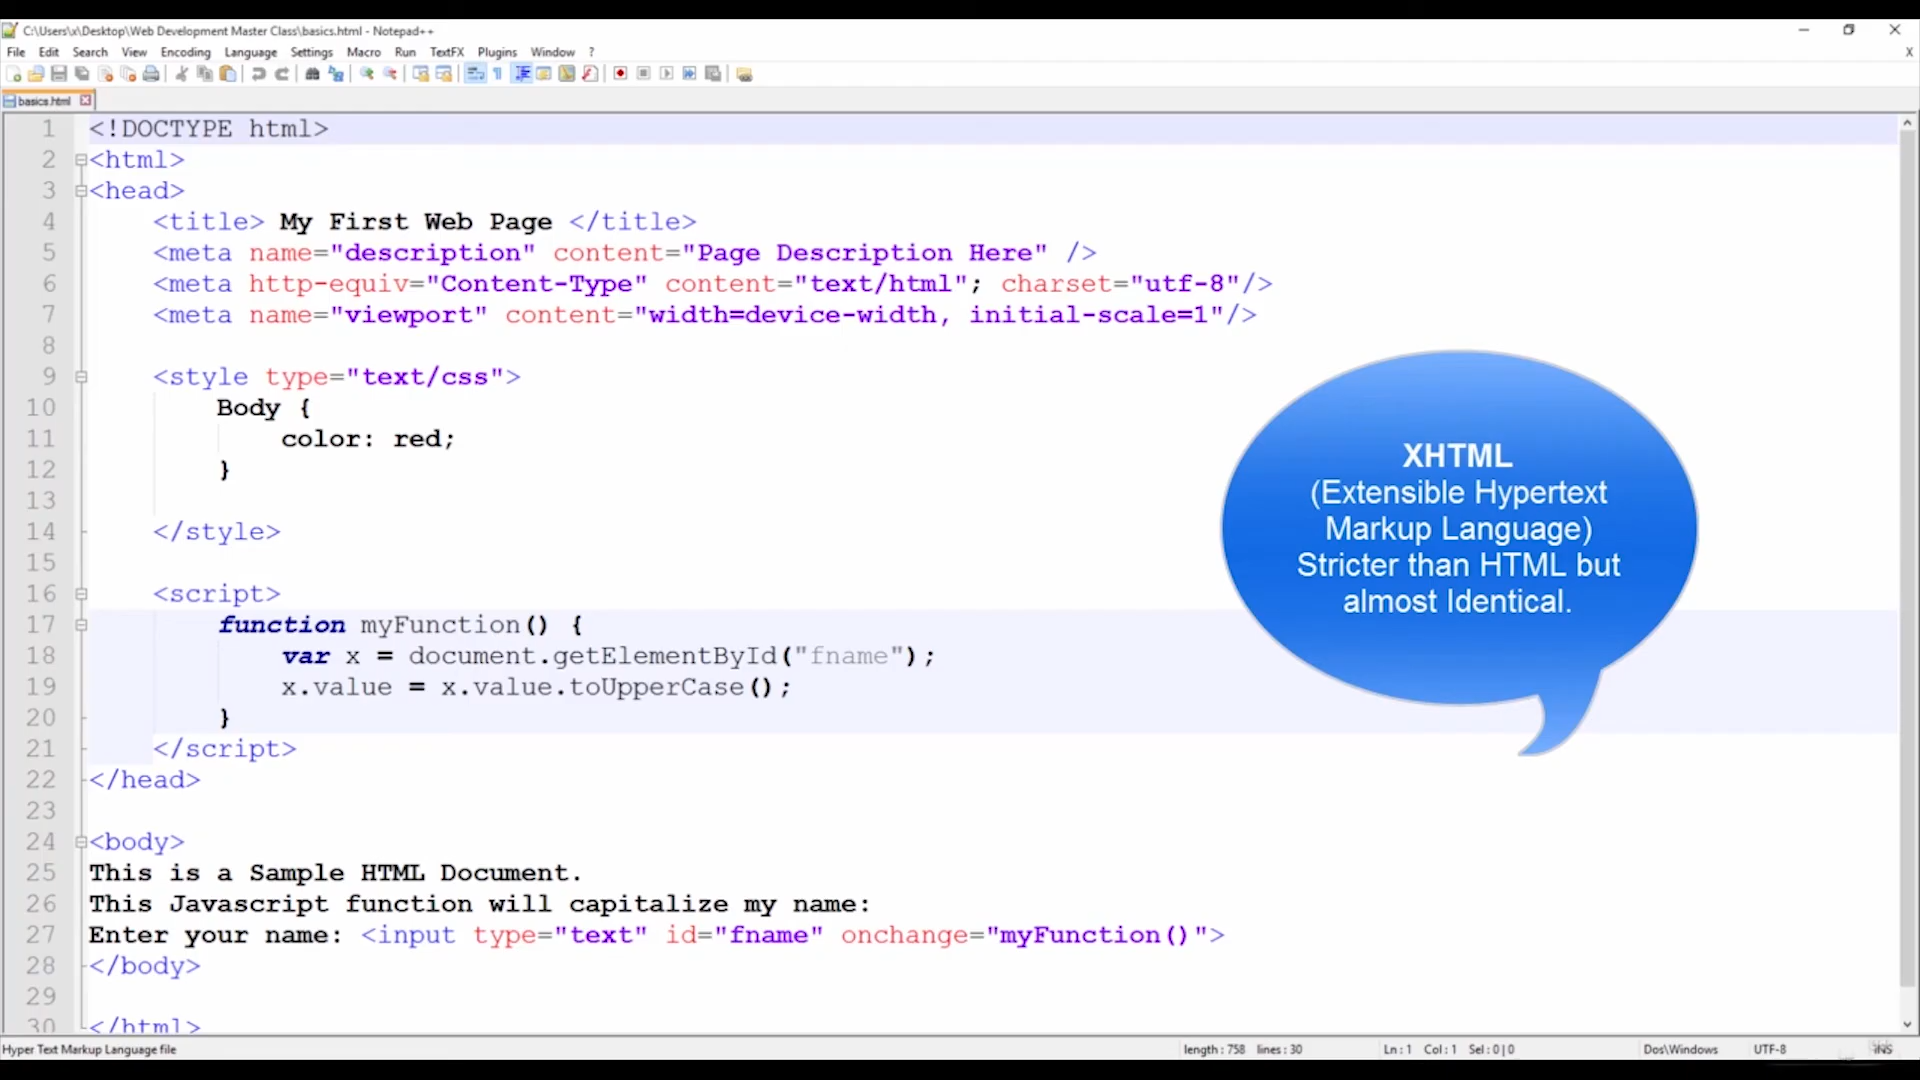 C:\Users\x\Desktop\Web Development Master Class\basics.html - Notepad++
File Edit Search View Encoding Language Settings Macro Run TextFX Plugins Window ?
X
basics.html
1 <!DOCTYPE html>
2 <html>
3 <head>
4 <title> My First Web Page </title>
5 <meta name="description" content="Page Description Here" />
6 <meta http-equiv="Content-Type" content="text/html"; charset="utf-8"/>
7 <meta name="viewport" content="width=device-width, initial-scale=1"/>
8
9 <style type="text/css">
10 Body {
11 color: red;
12 }
13
14 </style>
15
16 <script>
17 function myFunction() {
18 var x = document.getElementById("fname");
19 x.value = x.value.toUpperCase();
20 }
21 </script>
22 </head>
23
24 <body>
25 This is a Sample HTML Document.
26 This Javascript function will capitalize my name:
27 Enter your name: <input type="text" id="fname" onchange="myFunction()">
28 </body>
29
30 </html>
XHTML
(Extensible Hypertext
Markup Language)
Stricter than HTML but
almost Identical.
Hyper Text Markup Language file length : 758 lines : 30 Ln : 1 Col : 1 Sel : 0 | 0 Dos\Windows UTF-8 INS